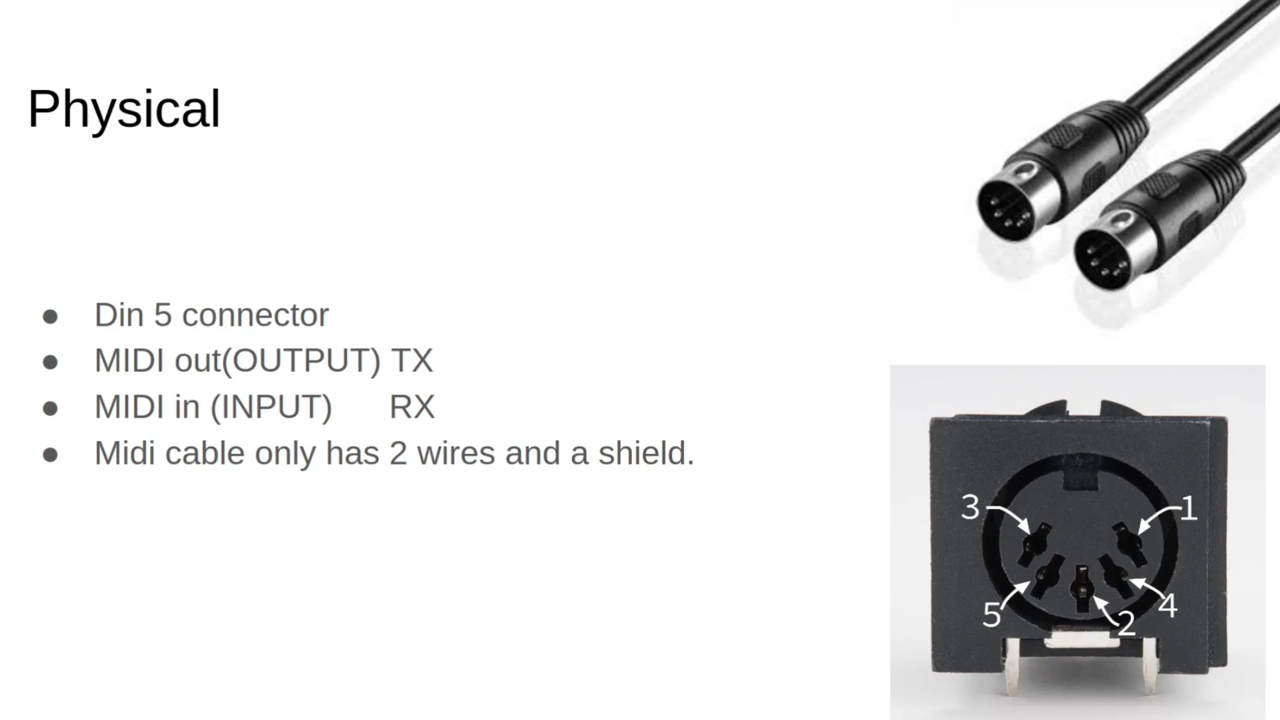 Physical
● Din 5 connector
● MIDI out(OUTPUT) TX
● MIDI in (INPUT) RX
● Midi cable only has 2 wires and a shield.
3 1
5 2 4